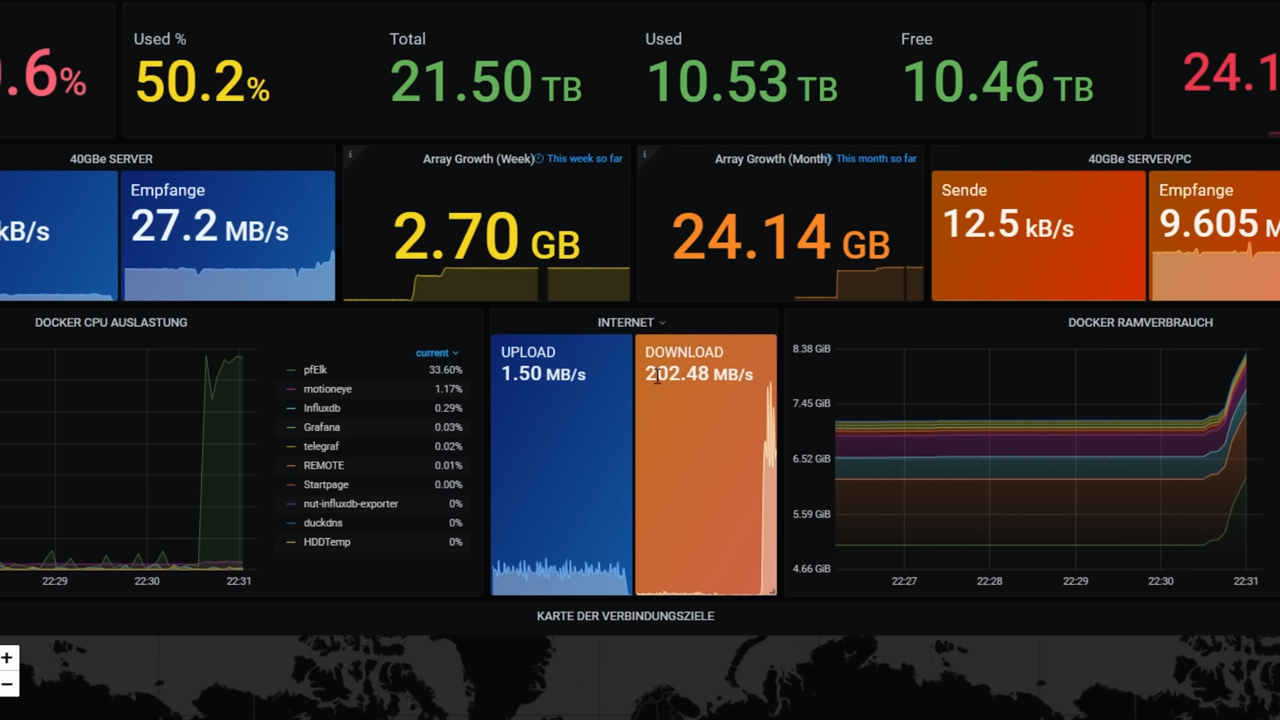 .6%
Used %
50.2%
Total
21.50 TB
Used
10.53 TB
Free
10.46 TB
24.1
40GBe SERVER
kB/s
Empfange
27.2 MB/s
Array Growth (Week) This week so far
2.70 GB
Array Growth (Month) This month so far
24.14 GB
40GBe SERVER/PC
Sende
12.5 kB/s
Empfange
9.605 M
DOCKER CPU AUSLASTUNG
current
pfElk 33.60%
motioneye 1.17%
Influxdb 0.29%
Grafana 0.03%
telegraf 0.02%
REMOTE 0.01%
Startpage 0.00%
nut-influxdb-exporter 0%
duckdns 0%
HDDTemp 0%
22:29 22:30 22:31
INTERNET
UPLOAD
1.50 MB/s
DOWNLOAD
202.48 MB/s
DOCKER RAMVERBRAUCH
8.38 GiB
7.45 GiB
6.52 GiB
5.59 GiB
4.66 GiB
22:27 22:28 22:29 22:30 22:31
KARTE DER VERBINDUNGSZIELE
+
−